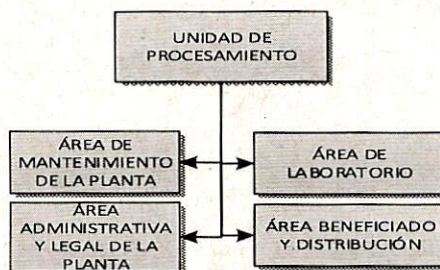 UNIDAD DE
PROCESAMIENTO
ÁREA DE
MANTENIMIENTO
DE LA PLANTA
ÁREA DE
LABORATORIO
ÁREA
ADMINISTRATIVA
Y LEGAL DE LA
PLANTA
ÁREA BENEFICIADO
Y DISTRIBUCIÓN